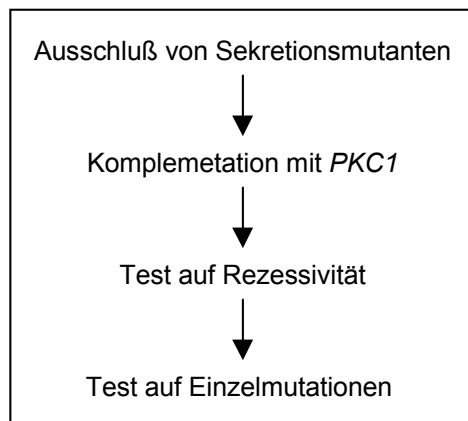 Ausschluß von Sekretionsmutanten
Komplemetation mit PKC1
Test auf Rezessivität
Test auf Einzelmutationen